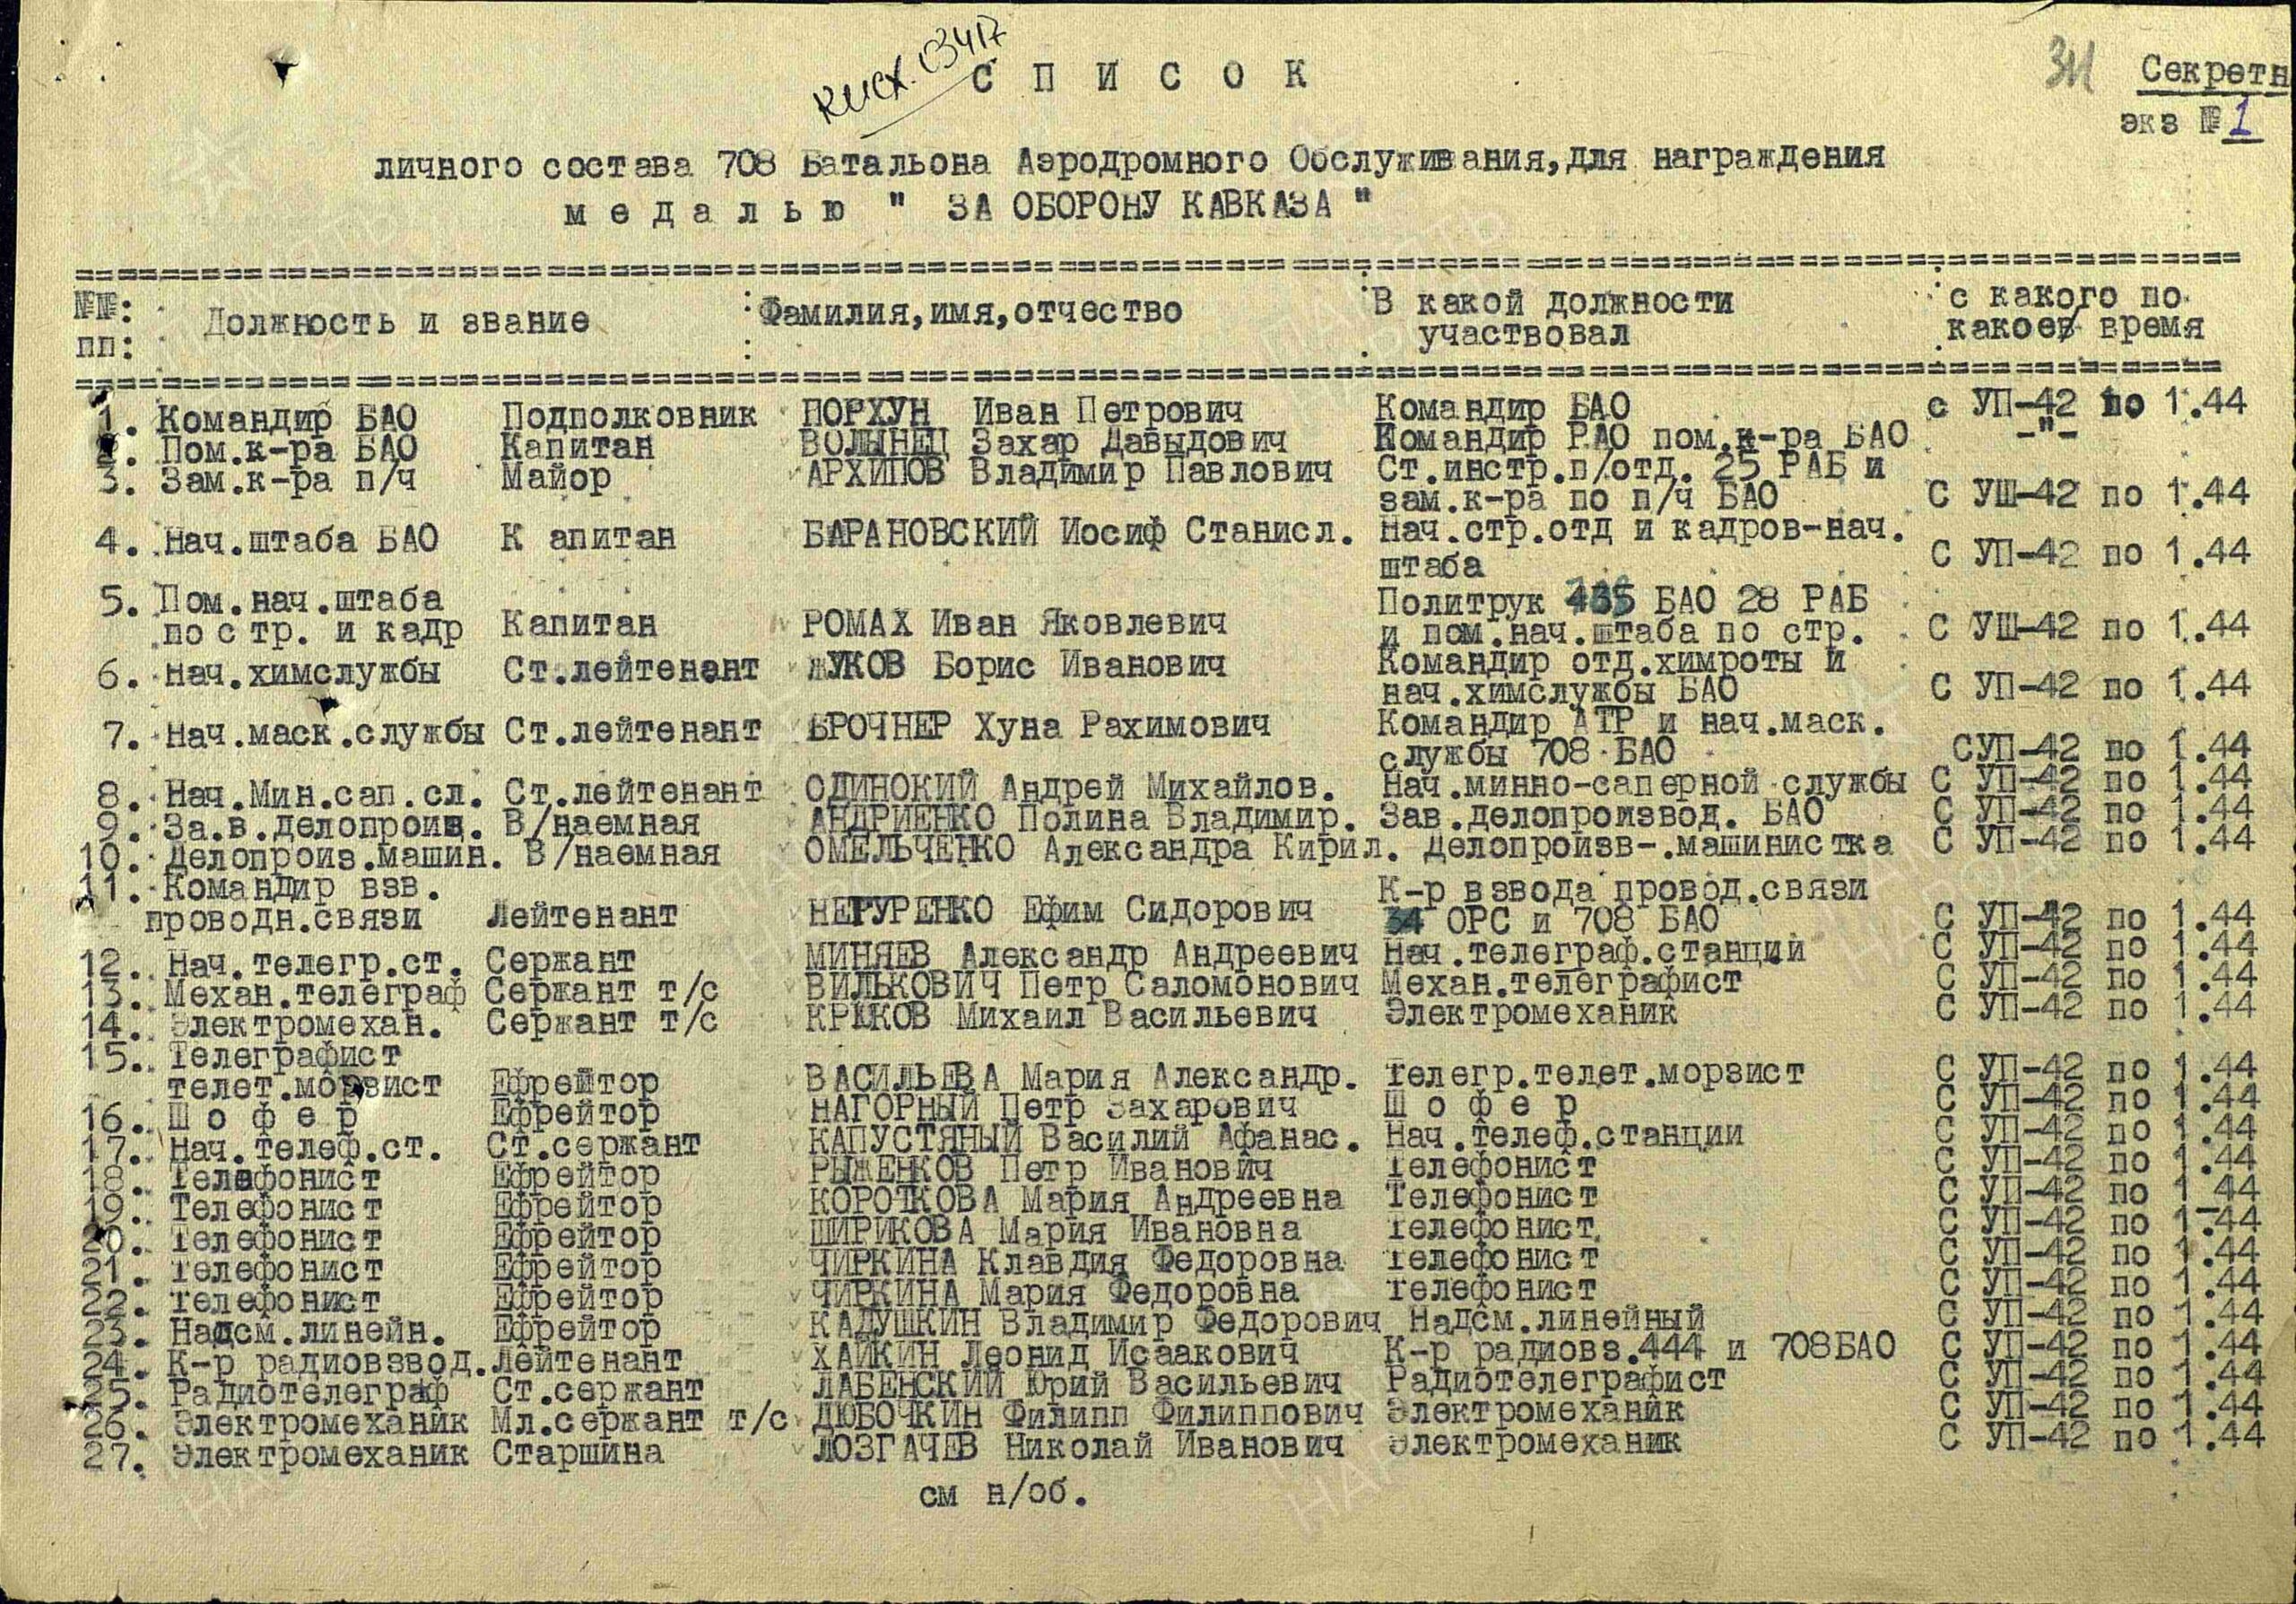 С П И С О К
Секретн
экз № 1
личного состава 708 Батальона Аэродромного Обслуживания, для награждения
м е д а л ь ю " ЗА ОБОРОНУ КАВКАЗА "
№№: Должность и звание : Фамилия, имя, отчество : В какой должности : с какого по
пп: участвовал какое время
1. Командир БАО Подполковник ПОРХУН Иван Петрович Командир БАО с УП-42 по 1.44
2. Пом.к-ра БАО Капитан ВОЛЫНЕЦ Захар Давыдович Командир РАО пом.к-ра БАО -"-
3. Зам.к-ра п/ч Майор АРХИПОВ Владимир Павлович Ст.инстр.п/отд. 25 РАБ и
зам.к-ра по п/ч БАО С УШ-42 по 1.44
4. Нач.штаба БАО К апитан БАРАНОВСКИЙ Иосиф Станисл. Нач.стр.отд и кадров-нач.
штаба С УП-42 по 1.44
5. Пом.нач.штаба Политрук БАО 28 РАБ
по стр. и кадр Капитан РОМАХ Иван Яковлевич и пом.нач.штаба по стр. С УШ-42 по 1.44
6. Нач.химслужбы Ст.лейтенант ЖУКОВ Борис Иванович Командир отд.химроты и
нач.химслужбы БАО С УП-42 по 1.44
7. Нач.маск.службы Ст.лейтенант БРОЧНЕР Хуна Рахимович Командир АТР и нач.маск.
службы 708 БАО СУП-42 по 1.44
8. Нач.Мин.сап.сл. Ст.лейтенант ОДИНОКИЙ Андрей Михайлов. Нач.минно-саперной службы С УП-42 по 1.44
9. За.в.делопроизв. В/наемная АНДРИЕНКО Полина Владимир. Зав.делопроизвод. БАО С УП-42 по 1.44
10. Делопроиз.машин. В/наемная ОМЕЛЬЧЕНКО Александра Кирил. Делопроизв-.машинистка С УП-42 по 1.44
11. Командир взв. К-р взвода провод.связи
проводн.связи Лейтенант НЕГУРЕНКО Ефим Сидорович 34 ОРС и 708 БАО С УП-42 по 1.44
12. Нач.телегр.ст. Сержант МИНЯЕВ Александр Андреевич Нач.телеграф.станций С УП-42 по 1.44
13. Механ.телеграф Сержант т/с ВИЛЬКОВИЧ Петр Саломонович Механ.телеграфист С УП-42 по 1.44
14. Электромехан. Сержант т/с КРЮКОВ Михаил Васильевич Электромеханик С УП-42 по 1.44
15. Телеграфист
телет.морзист Ефрейтор ВАСИЛЬЕВА Мария Александр. Телегр.телет.морзист С УП-42 по 1.44
16. Ш о ф е р Ефрейтор НАГОРНЫЙ Петр Захарович Ш о ф е р С УП-42 по 1.44
17. Нач.телеф.ст. Ст.сержант КАПУСТЯНЫЙ Василий Афанас. Нач.телеф.станции С УП-42 по 1.44
18. Телефонист Ефрейтор РЫЖЕНКОВ Петр Иванович Телефонист С УП-42 по 1.44
19. Телефонист Ефрейтор КОРОТКОВА Мария Андреевна Телефонист С УП-42 по 1 44
20. Телефонист Ефрейтор ШИРИКОВА Мария Ивановна Телефонист С УП-42 по 1-44
21. Телефонист Ефрейтор ЧИРКИНА Клавдия Федоровна Телефонист С УП-42 по 1.44
22. Телефонист Ефрейтор ЧИРКИНА Мария Федоровна Телефонист С УП-42 по 1.44
23. Надсм.линейн. Ефрейтор КАДУШКИН Владимир Федорович Надсм.линейный С УП-42 по 1.44
24. К-р радиовзвод. Лейтенант ХАЙКИН Леонид Исаакович К-р радиовз.444 и 708БАО С УП-42 по 1.44
25. Радиотелеграф Ст.сержант ЛАБЕНСКИЙ Юрий Васильевич Радиотелеграфист С УП-42 по 1.44
26. Электромеханик Мл.сержант т/с ДЮБОЧКИН Филипп Филиппович Электромеханик С УП-42 по 1.44
27. Электромеханик Старшина ЛОЗГАЧЕВ Николай Иванович Электромеханик С УП-42 по 1.44
см н/об.